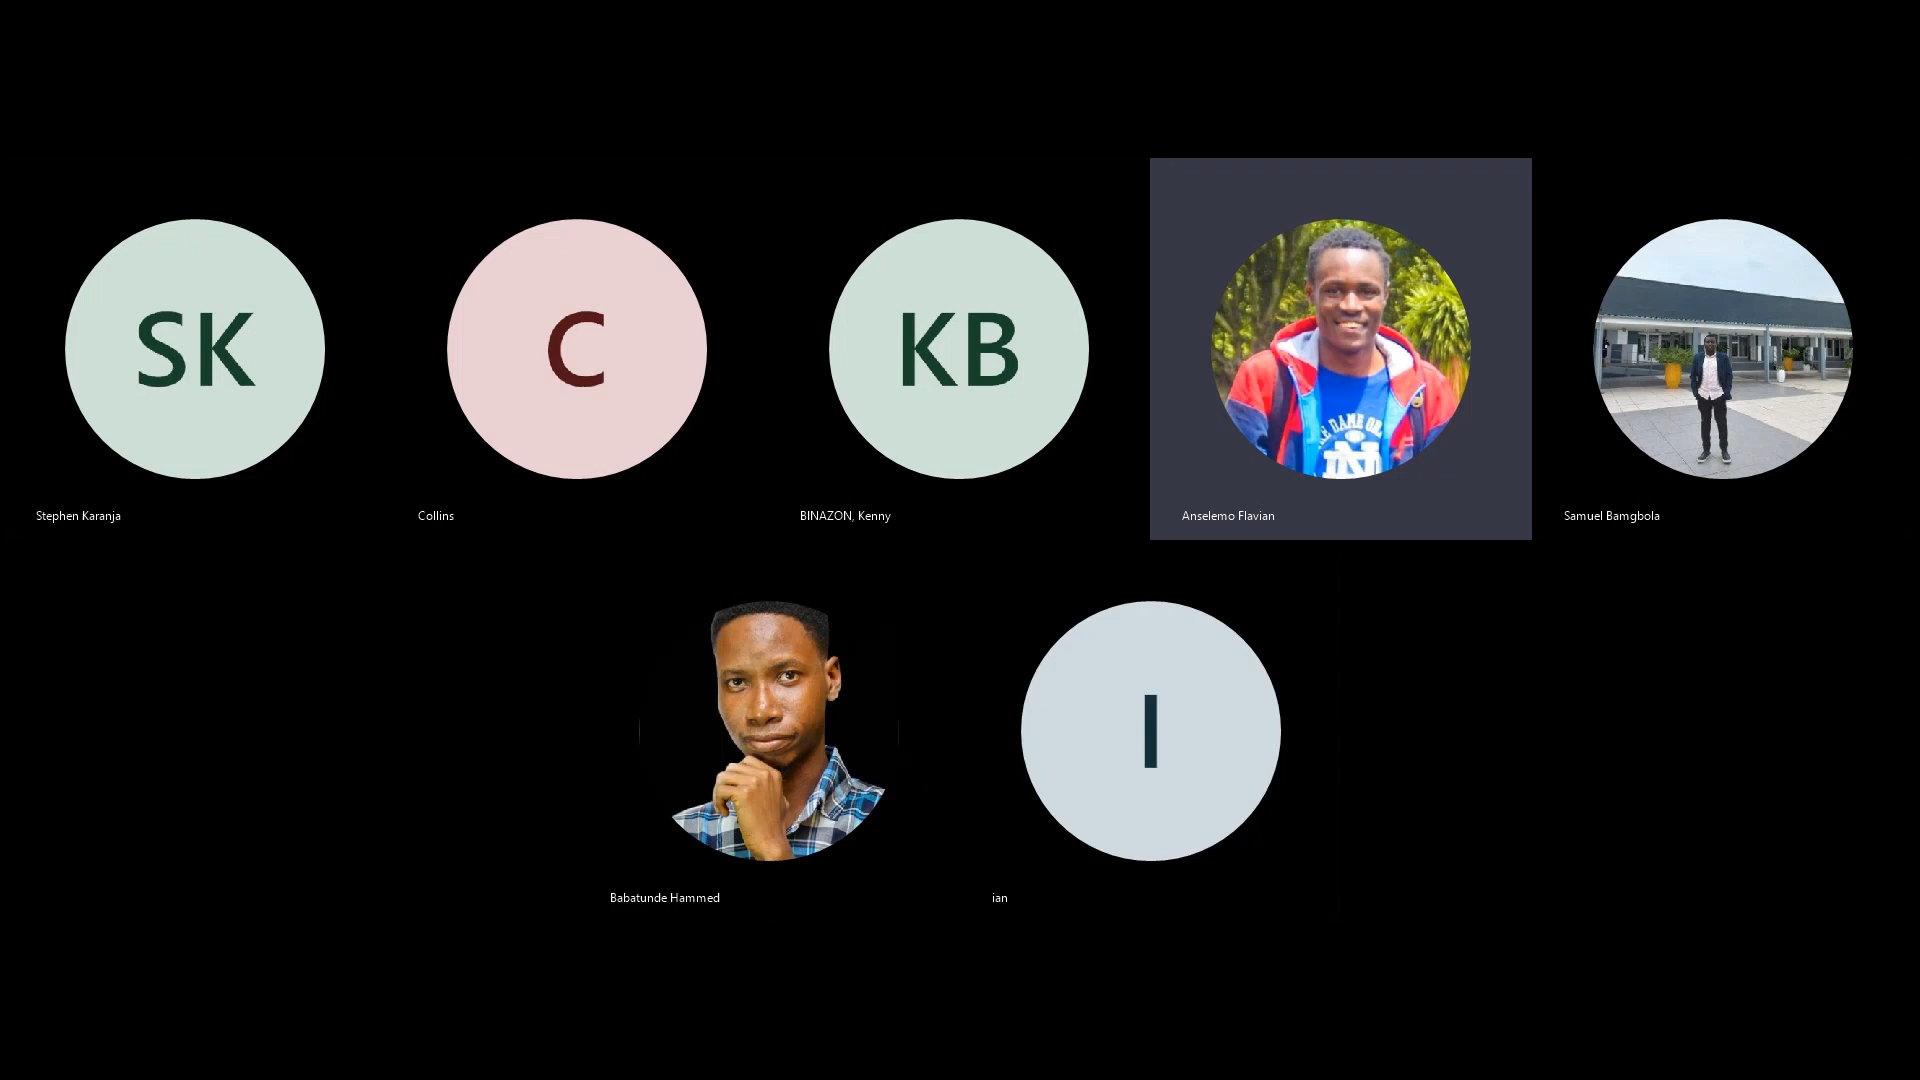 SK
C
KB
Stephen Karanja
Collins
BINAZON, Kenny
Anselemo Flavian
Samuel Bamgbola
I
Babatunde Hammed
ian